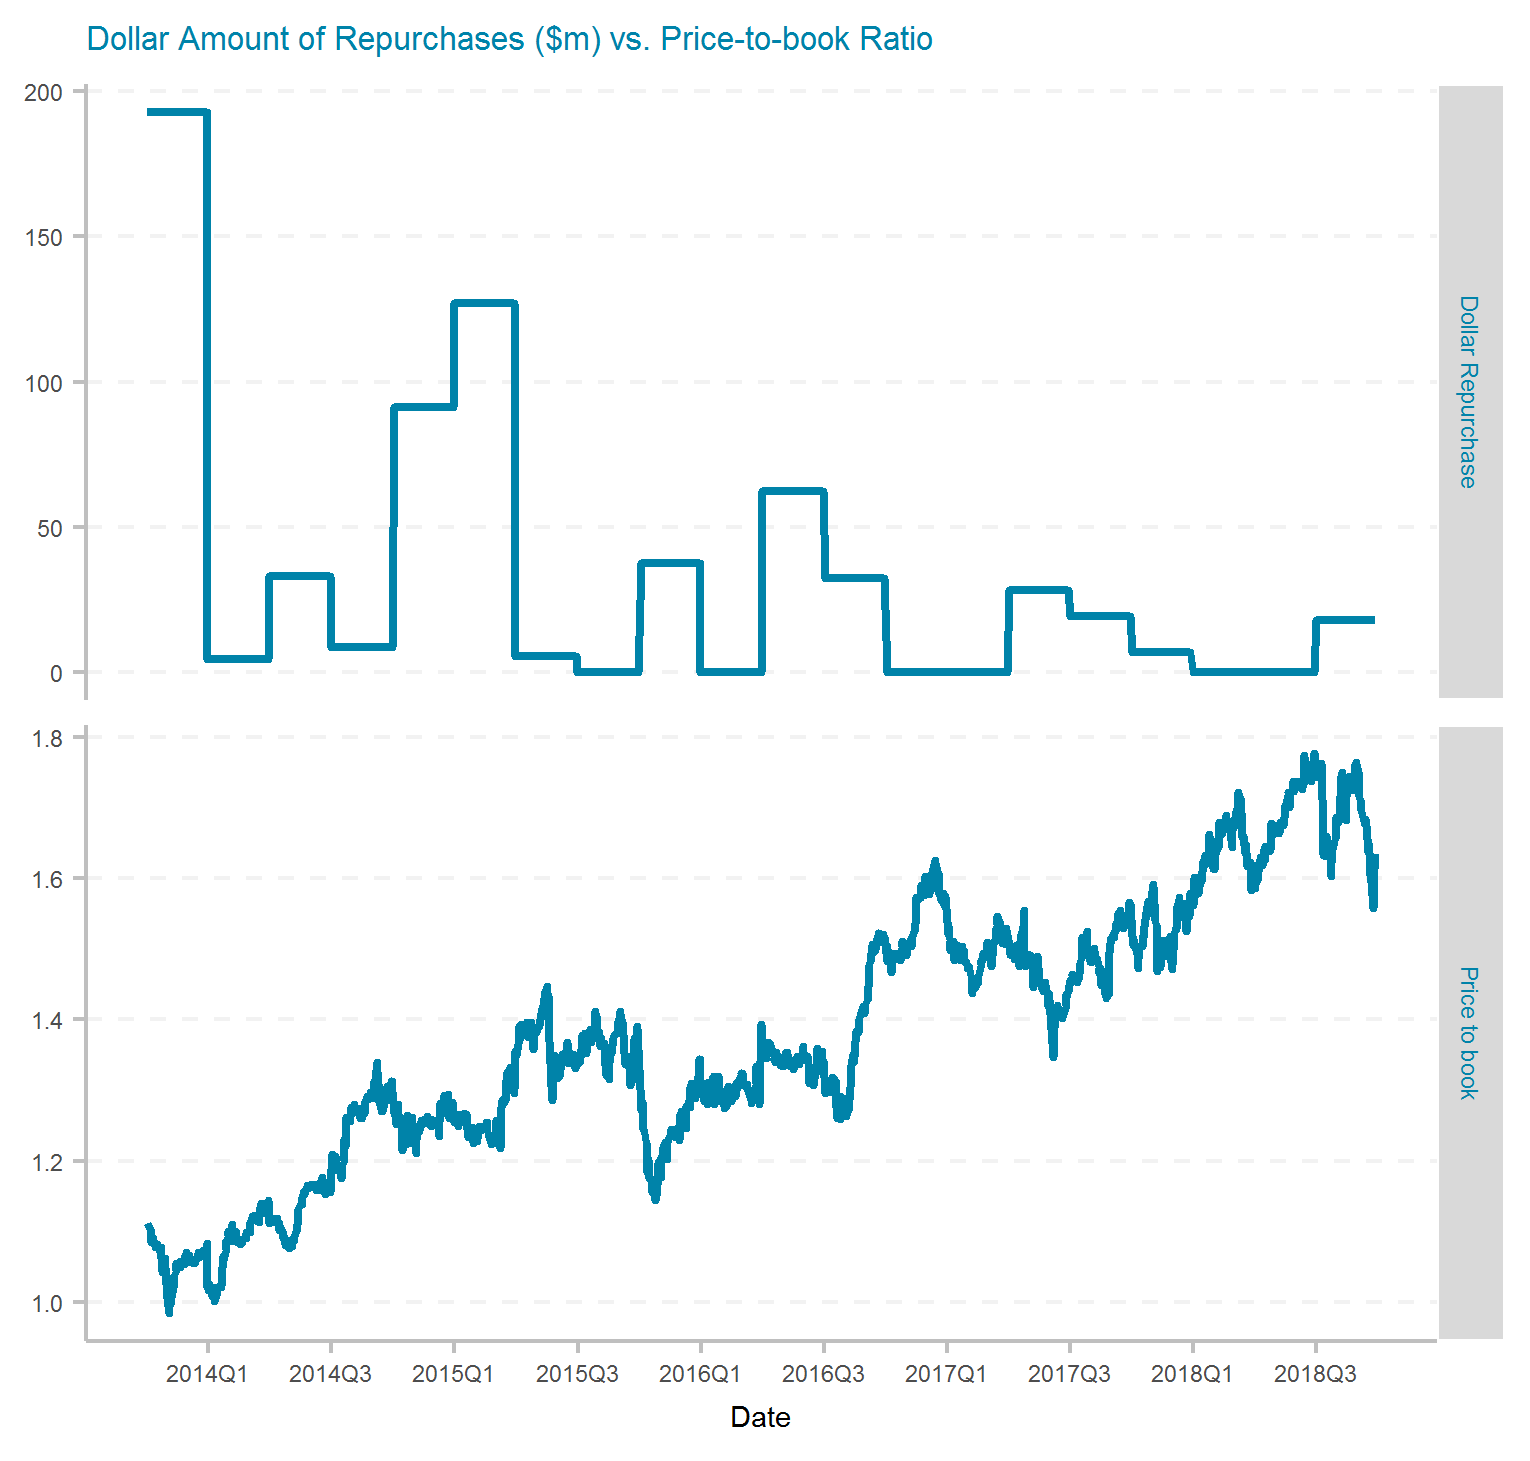 Dollar Amount of Repurchases ($m) vs. Price-to-book Ratio
200
150
100
50
0
Dollar Repurchase
1.8
1.6
1.4
1.2
1.0
Price to book
2014Q1 2014Q3 2015Q1 2015Q3 2016Q1 2016Q3 2017Q1 2017Q3 2018Q1 2018Q3
Date